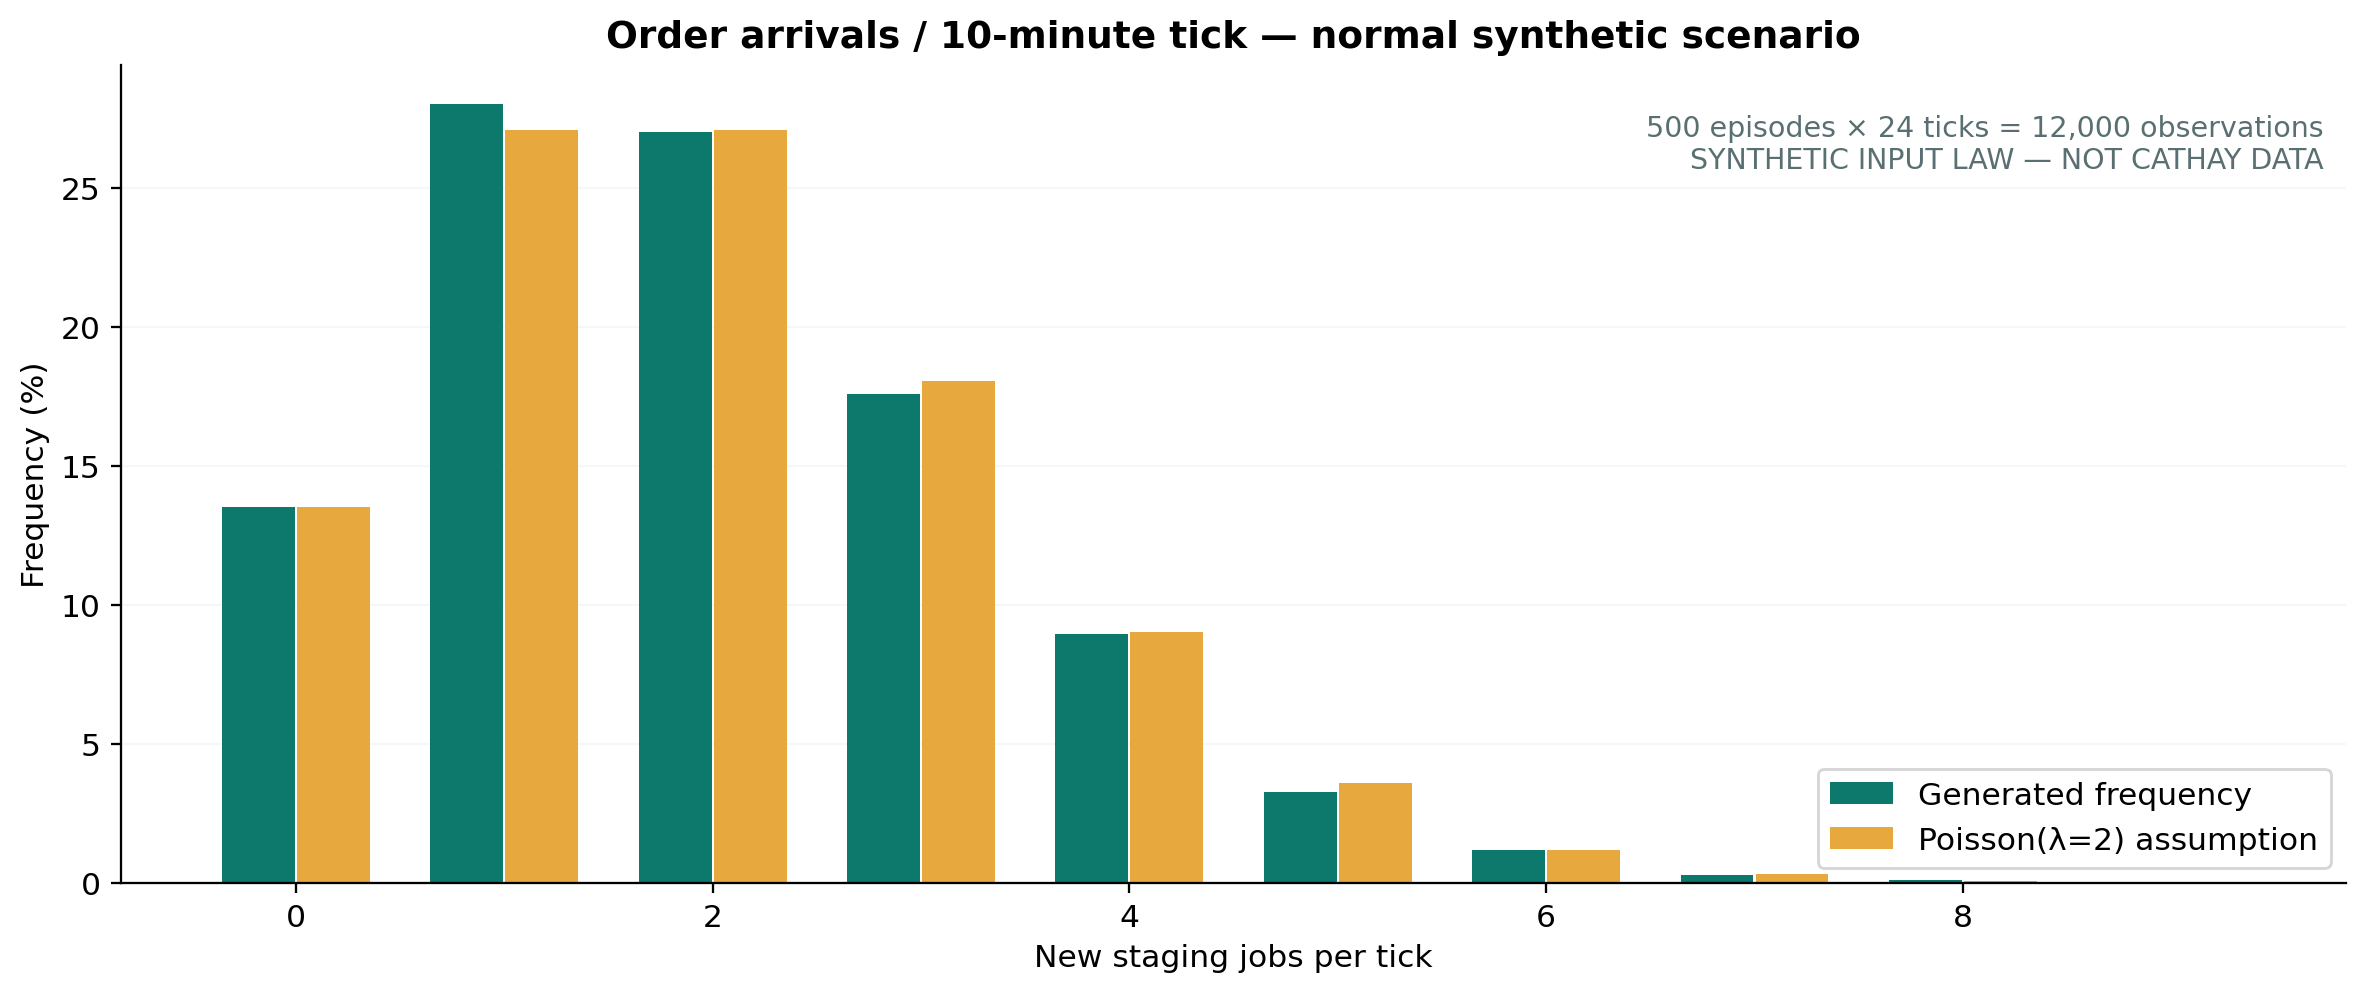 Order arrivals / 10-minute tick — normal synthetic scenario
500 episodes × 24 ticks = 12,000 observations
SYNTHETIC INPUT LAW — NOT CATHAY DATA
Frequency (%)
25
20
15
10
5
0
Generated frequency
Poisson(λ=2) assumption
0 2 4 6 8
New staging jobs per tick